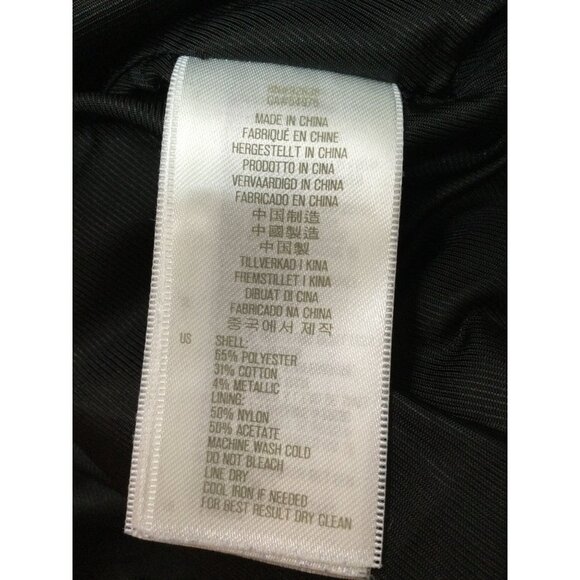 CA#54975
MADE IN CHINA
FABRIQUÉ EN CHINE
HERGESTELLT IN CHINA
PRODOTTO IN CINA
VERVAARDIGD IN CHINA
FABRICADO EN CHINA
中国制造
中國製造
中国製
TILLVERKAD I KINA
FREMSTILLET I KINA
DIBUAT DI CINA
FABRICADO NA CHINA
중국에서 제작
US SHELL:
65% POLYESTER
31% COTTON
4% METALLIC
LINING:
50% NYLON
50% ACETATE
MACHINE WASH COLD
DO NOT BLEACH
LINE DRY
COOL IRON IF NEEDED
FOR BEST RESULT DRY CLEAN